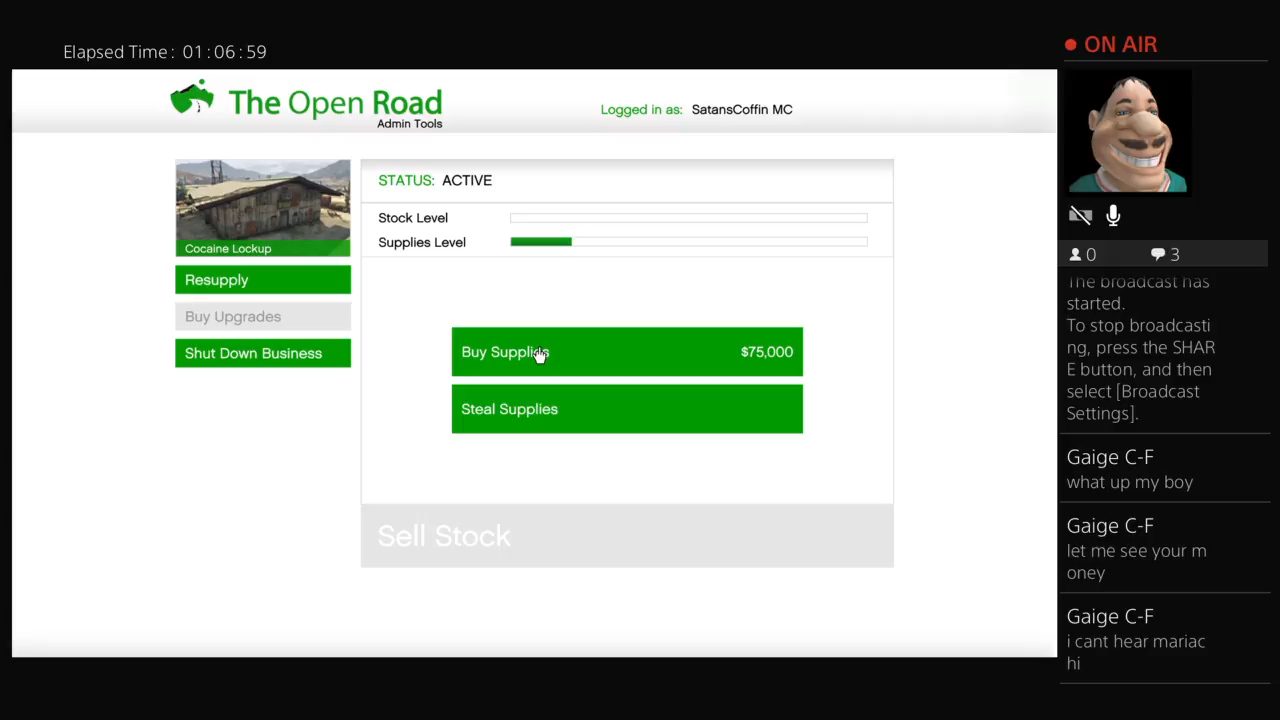 Elapsed Time: 01:06:59
ON AIR
The Open Road
Admin Tools
Logged in as: SatansCoffin MC
Cocaine Lockup
Resupply
Buy Upgrades
Shut Down Business
STATUS: ACTIVE
Stock Level
Supplies Level
Buy Supplies $75,000
Steal Supplies
Sell Stock
0 3
The broadcast has
started.
To stop broadcasti
ng, press the SHAR
E button, and then
select [Broadcast
Settings].
Gaige C-F
what up my boy
Gaige C-F
let me see your m
oney
Gaige C-F
i cant hear mariac
hi